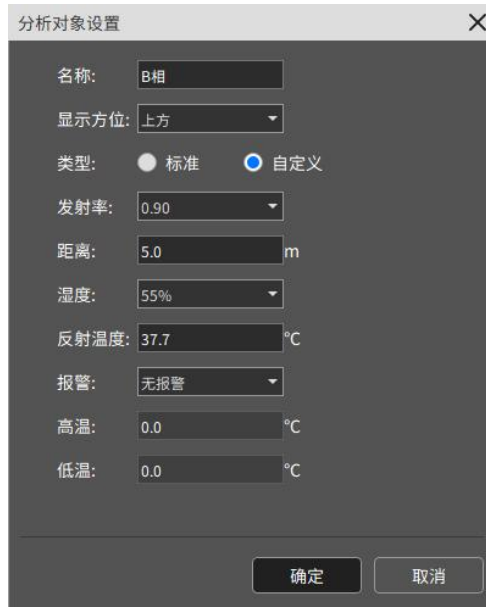 分析对象设置
名称: B相
显示方位: 上方
类型: 标准 自定义
发射率: 0.90
距离: 5.0 m
湿度: 55%
反射温度: 37.7 °C
报警: 无报警
高温: 0.0 °C
低温: 0.0 °C
确定 取消